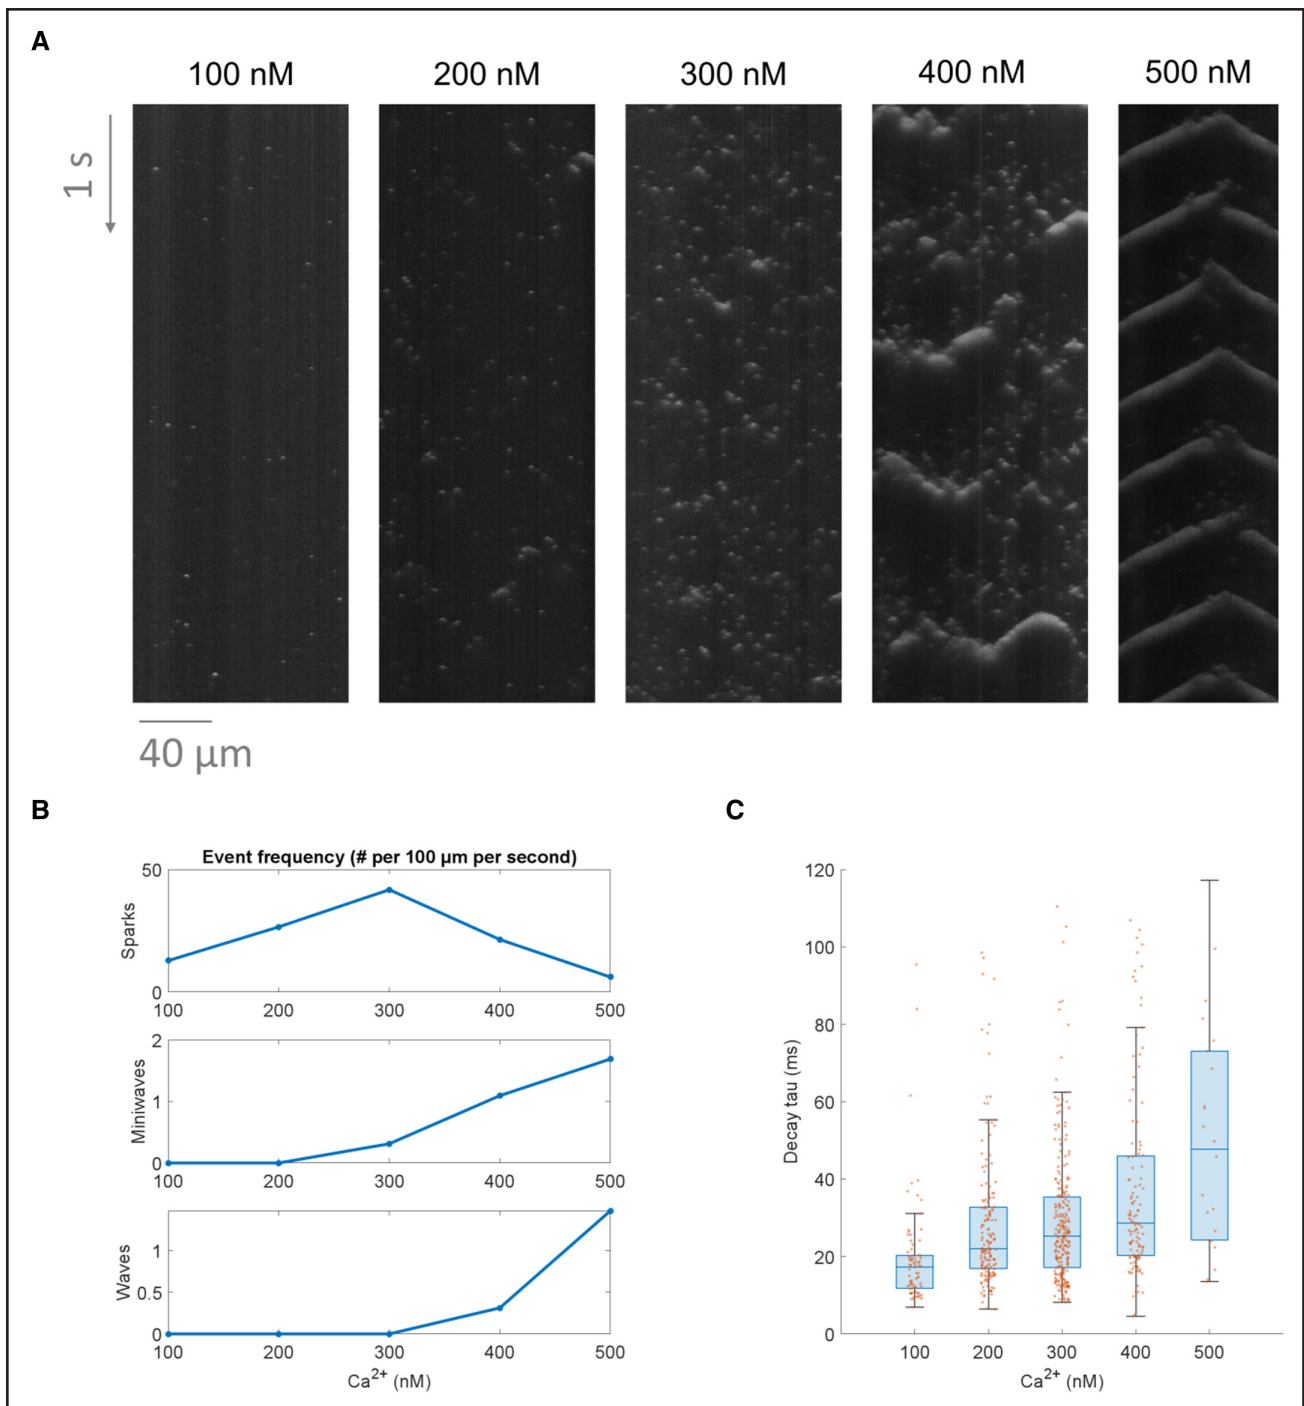 A
100 nM
200 nM
300 nM
400 nM
500 nM
1 s
40 μm
B
Event frequency (# per 100 μm per second)
50
Sparks
0
100 200 300 400 500
2
Miniwaves
1
0
100 200 300 400 500
1
Waves
0.5
0
100 200 300 400 500
Ca2+ (nM)
C
120
100
80
Decay tau (ms)
60
40
20
0
100 200 300 400 500
Ca2+ (nM)